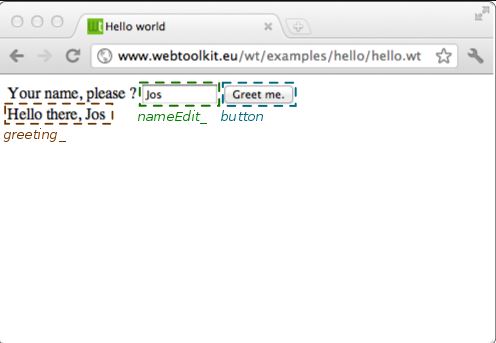 Wt Hello world
www.webtoolkit.eu/wt/examples/hello/hello.wt
Your name, please ? Jos Greet me.
Hello there, Jos
nameEdit_ button
greeting_